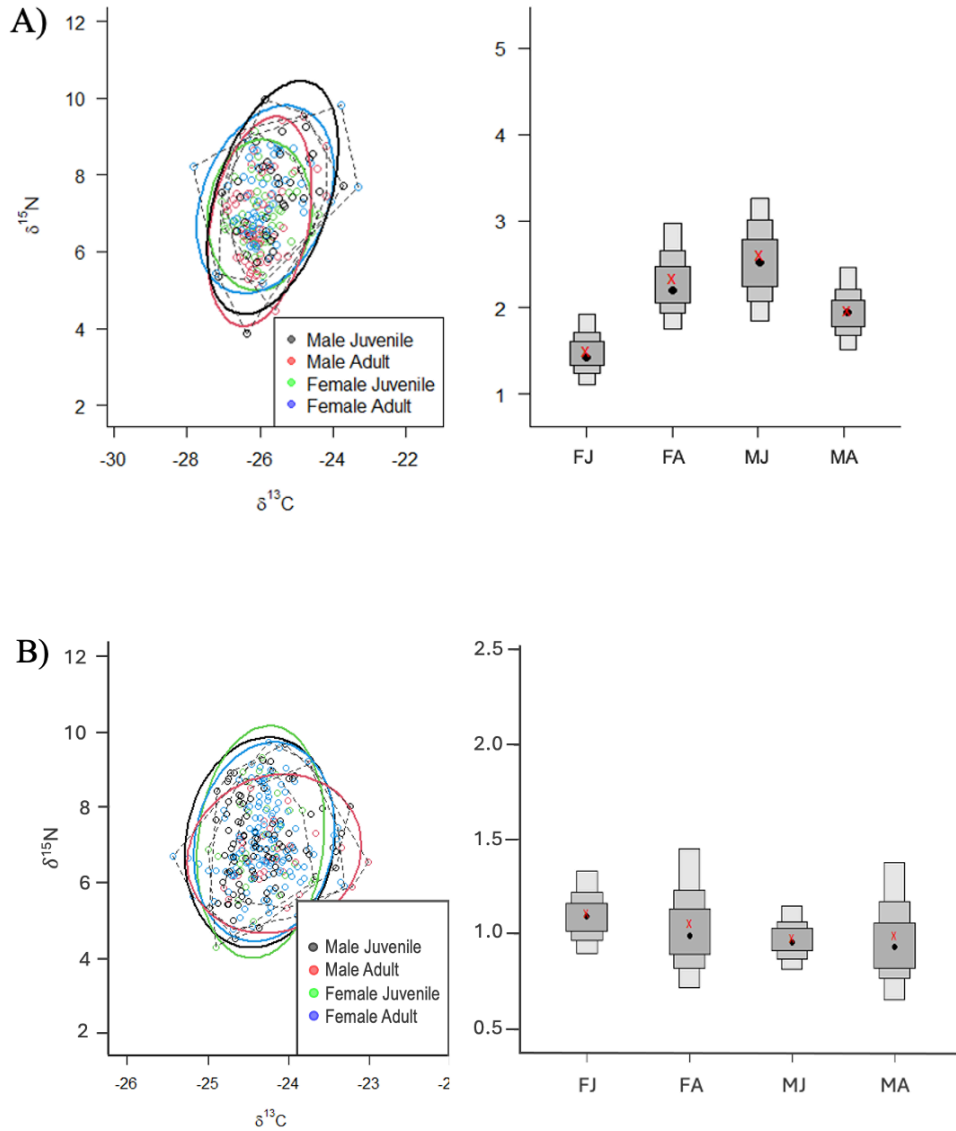 A)
12
10
8
6
4
2
δ15N
-30
-28
-26
-24
-22
δ13C
Male Juvenile
Male Adult
Female Juvenile
Female Adult
5
4
3
2
1
x
x
x
x
FJ
FA
MJ
MA
B)
12
10
8
6
4
2
δ15N
-26
-25
-24
-23
-2
δ13C
Male Juvenile
Male Adult
Female Juvenile
Female Adult
2.5
2.0
1.5
1.0
0.5
x
x
x
x
FJ
FA
MJ
MA